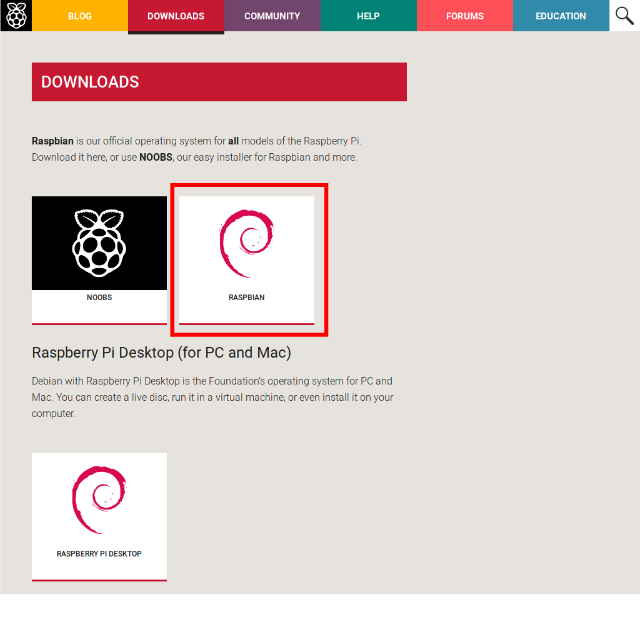 BLOG
DOWNLOADS
COMMUNITY
HELP
FORUMS
EDUCATION
DOWNLOADS
Raspbian is our official operating system for all models of the Raspberry Pi.
Download it here, or use NOOBS, our easy installer for Raspbian and more.
NOOBS
RASPBIAN
Raspberry Pi Desktop (for PC and Mac)
Debian with Raspberry Pi Desktop is the Foundation's operating system for PC and
Mac. You can create a live disc, run it in a virtual machine, or even install it on your
computer.
RASPBERRY PI DESKTOP